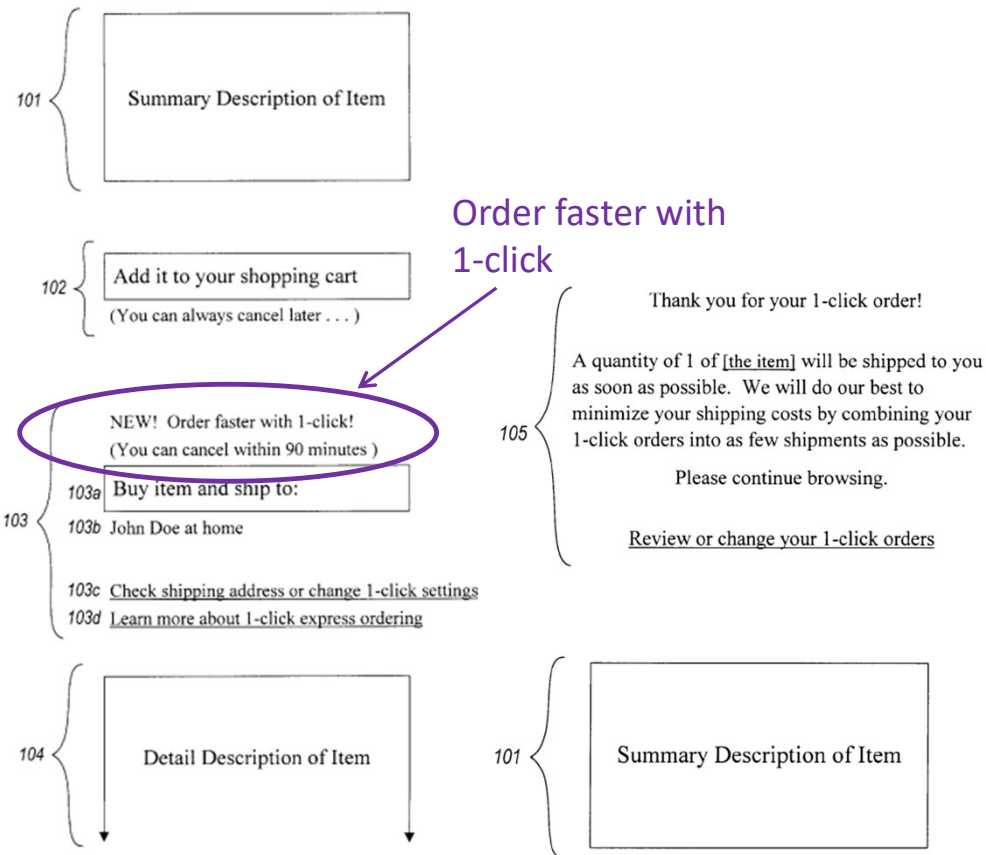 101
Summary Description of Item
Order faster with
1-click
102
Add it to your shopping cart
(You can always cancel later . . . )
103
NEW! Order faster with 1-click!
(You can cancel within 90 minutes )
103a Buy item and ship to:
103b John Doe at home
103c Check shipping address or change 1-click settings
103d Learn more about 1-click express ordering
104
Detail Description of Item
105
Thank you for your 1-click order!
A quantity of 1 of [the item] will be shipped to you
as soon as possible. We will do our best to
minimize your shipping costs by combining your
1-click orders into as few shipments as possible.
Please continue browsing.
Review or change your 1-click orders
101
Summary Description of Item